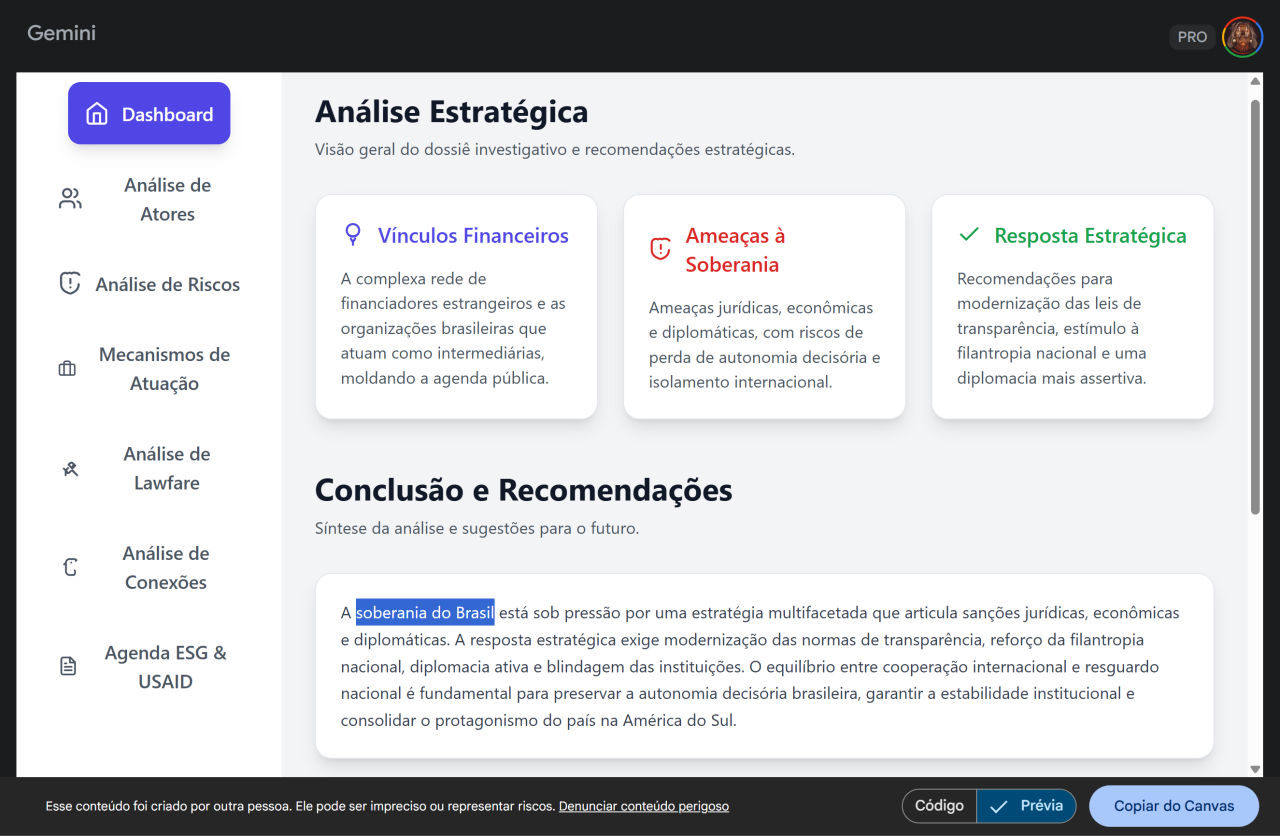 Gemini
PRO
Dashboard
Análise de
Atores
Análise de Riscos
Mecanismos de
Atuação
Análise de
Lawfare
Análise de
Conexões
Agenda ESG &
USAID
Análise Estratégica
Visão geral do dossiê investigativo e recomendações estratégicas.
Vínculos Financeiros
A complexa rede de
financiadores estrangeiros e as
organizações brasileiras que
atuam como intermediárias,
moldando a agenda pública.
Ameaças à
Soberania
Ameaças jurídicas, econômicas
e diplomáticas, com riscos de
perda de autonomia decisória e
isolamento internacional.
Resposta Estratégica
Recomendações para
modernização das leis de
transparência, estímulo à
filantropia nacional e uma
diplomacia mais assertiva.
Conclusão e Recomendações
Síntese da análise e sugestões para o futuro.
A soberania do Brasil está sob pressão por uma estratégia multifacetada que articula sanções jurídicas, econômicas
e diplomáticas. A resposta estratégica exige modernização das normas de transparência, reforço da filantropia
nacional, diplomacia ativa e blindagem das instituições. O equilíbrio entre cooperação internacional e resguardo
nacional é fundamental para preservar a autonomia decisória brasileira, garantir a estabilidade institucional e
consolidar o protagonismo do país na América do Sul.
Esse conteúdo foi criado por outra pessoa. Ele pode ser impreciso ou representar riscos. Denunciar conteúdo perigoso
Código
Prévia
Copiar do Canvas